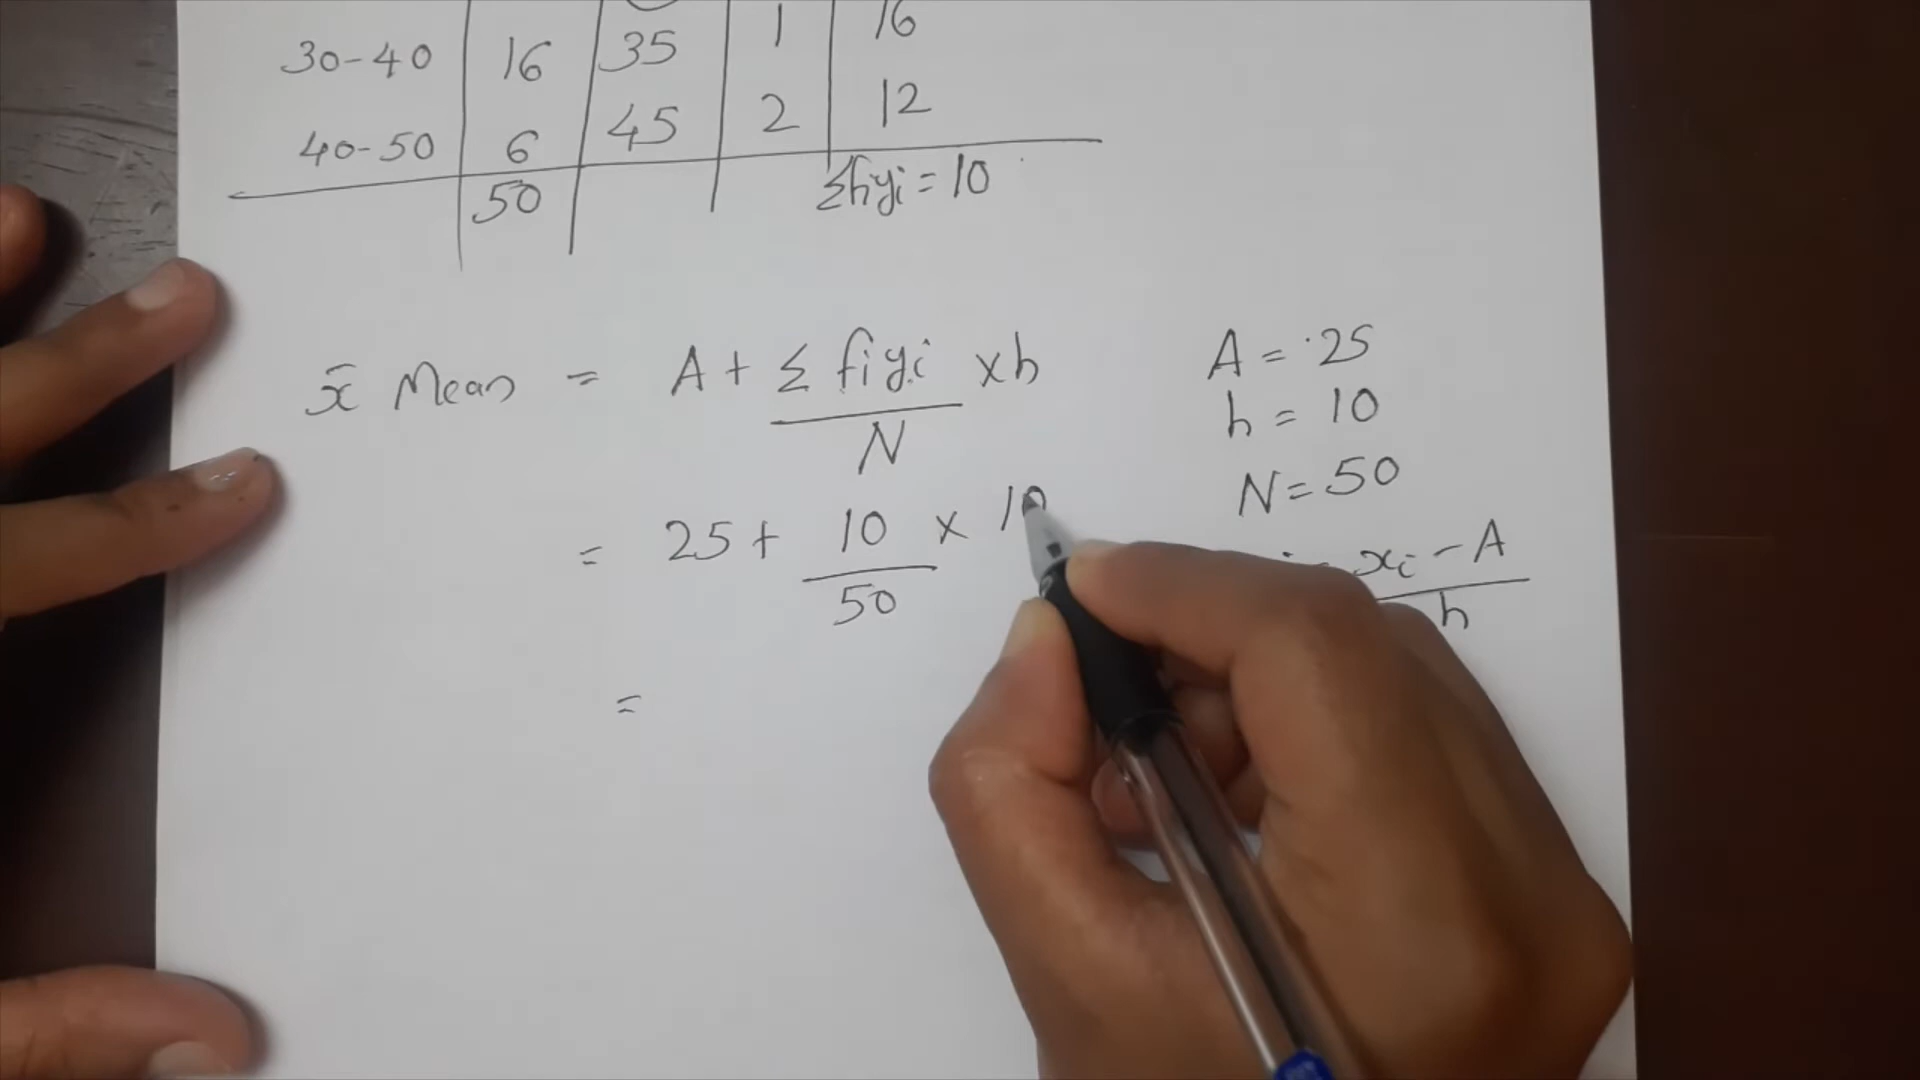 30-40 16 35 1 16
40-50 6 45 2 12
50 Σfiyi = 10
x̄ Mean = A + Σ fiyi × h
N
A = 25
h = 10
N = 50
= 25 + 10 × 10
50
xi - A
h
=